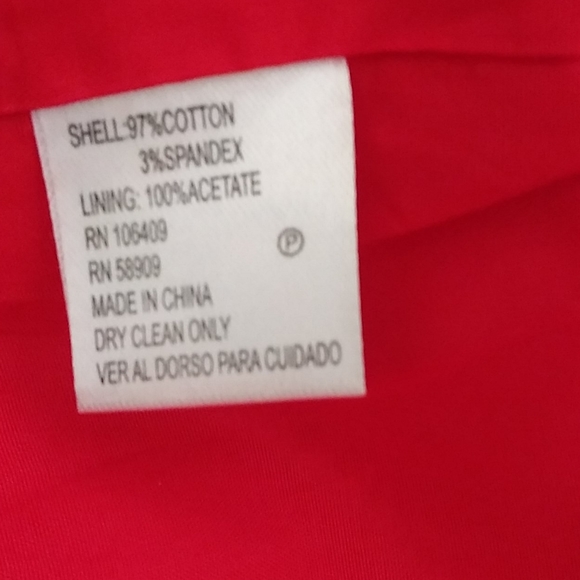 SHELL:97%COTTON
3%SPANDEX
LINING: 100%ACETATE
RN 106409
P
RN 58909
MADE IN CHINA
DRY CLEAN ONLY
VER AL DORSO PARA CUIDADO